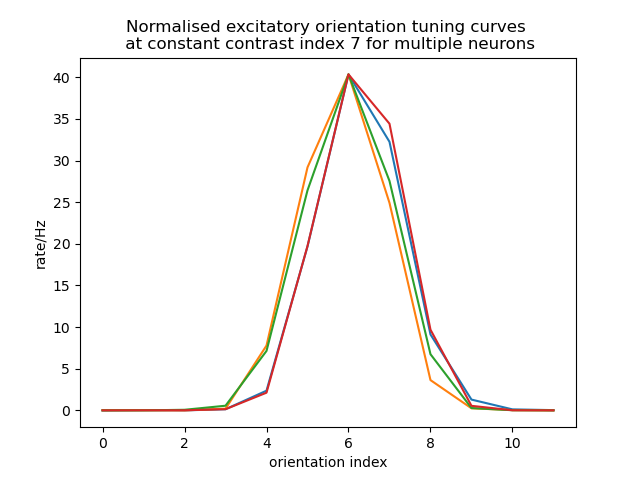 Normalised excitatory orientation tuning curves
at constant contrast index 7 for multiple neurons
40
35
30
25
20
15
10
5
0
rate/Hz
0 2 4 6 8 10
orientation index